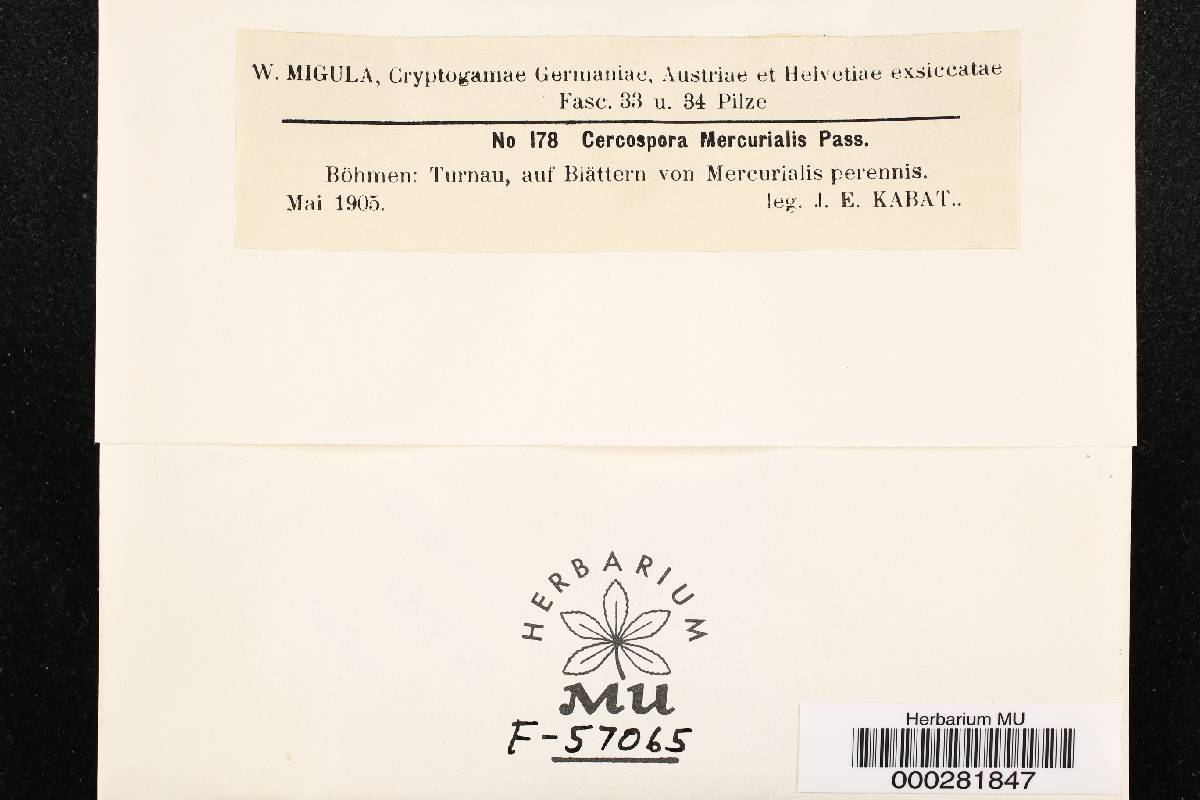 W. MIGULA, Cryptogamae Germaniae, Austriae et Helvetiae exsiccatae
Fasc. 33 u. 34 Pilze
No 178 Cercospora Mercurialis Pass.
Böhmen: Turnau, auf Blättern von Mercurialis perennis.
Mai 1905. leg. J. E. KABAT..
HERBARIUM
MU
F-57065
Herbarium MU
000281847